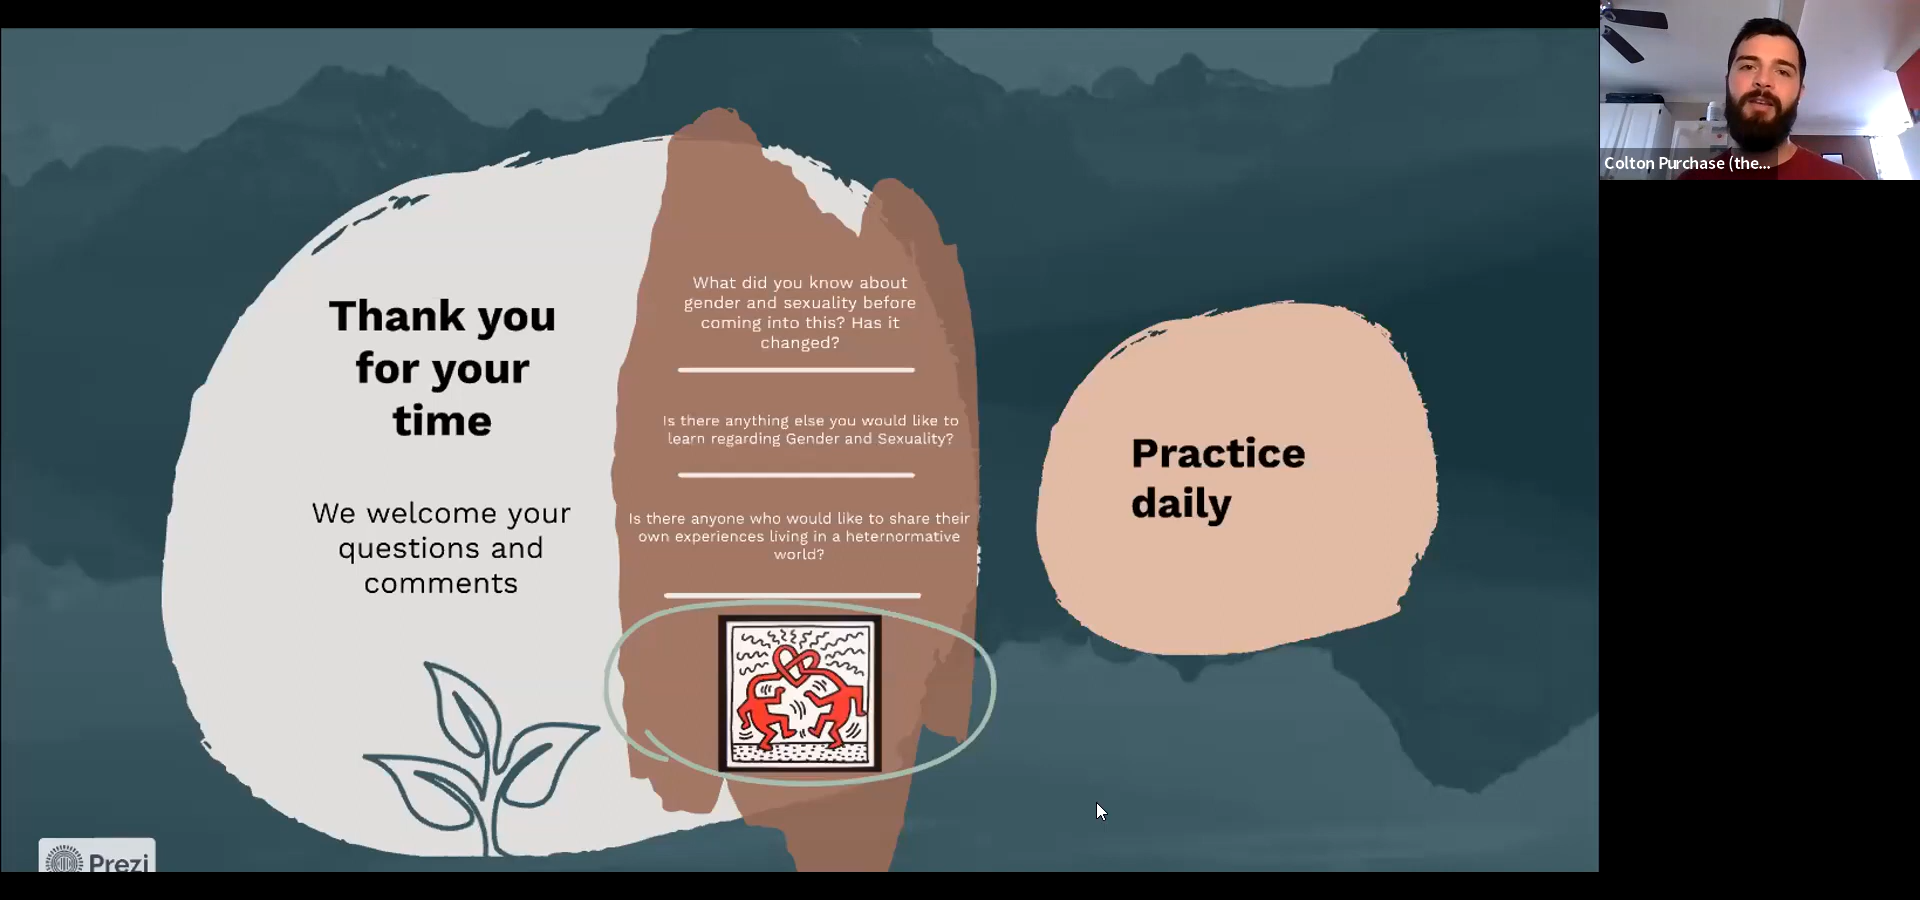 Thank you
for your
time
We welcome your
questions and
comments
What did you know about
gender and sexuality before
coming into this? Has it
changed?
Is there anything else you would like to
learn regarding Gender and Sexuality?
Is there anyone who would like to share their
own experiences living in a heternormative
world?
Practice
daily
Prezi
Colton Purchase (the...